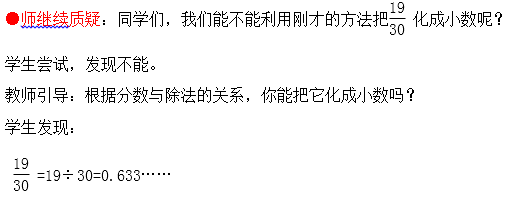 ●师继续质疑：同学们，我们能不能利用刚才的方法把19/30 化成小数呢？
学生尝试，发现不能。
教师引导：根据分数与除法的关系，你能把它化成小数吗？
学生发现：
19/30 =19÷30=0.633……